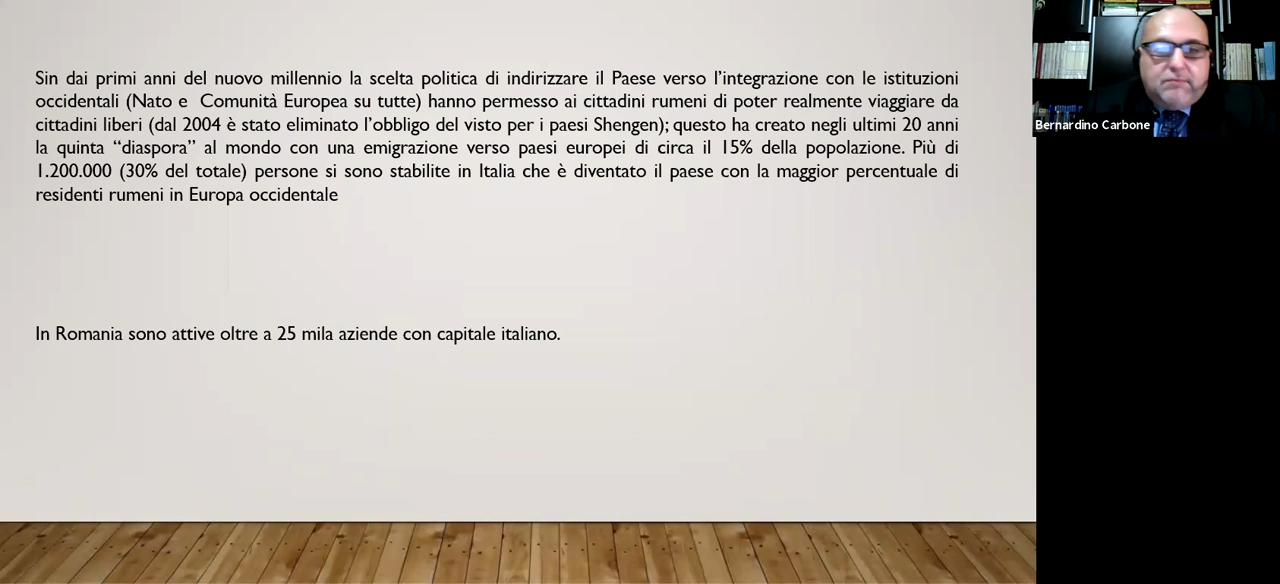 Sin dai primi anni del nuovo millennio la scelta politica di indirizzare il Paese verso l’integrazione con le istituzioni
occidentali (Nato e Comunità Europea su tutte) hanno permesso ai cittadini rumeni di poter realmente viaggiare da
cittadini liberi (dal 2004 è stato eliminato l’obbligo del visto per i paesi Shengen); questo ha creato negli ultimi 20 anni
la quinta “diaspora” al mondo con una emigrazione verso paesi europei di circa il 15% della popolazione. Più di
1.200.000 (30% del totale) persone si sono stabilite in Italia che è diventato il paese con la maggior percentuale di
residenti rumeni in Europa occidentale
In Romania sono attive oltre a 25 mila aziende con capitale italiano.
Bernardino Carbone